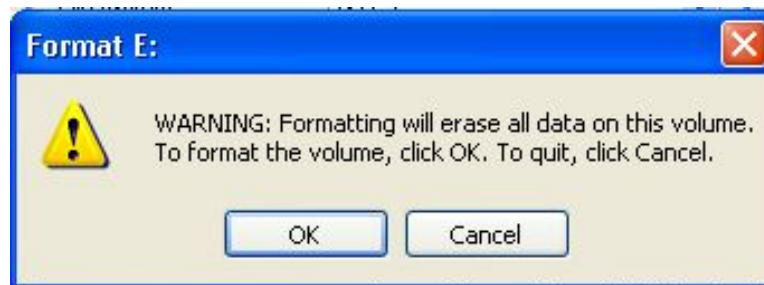 Format E:
WARNING: Formatting will erase all data on this volume.
To format the volume, click OK. To quit, click Cancel.
OK
Cancel